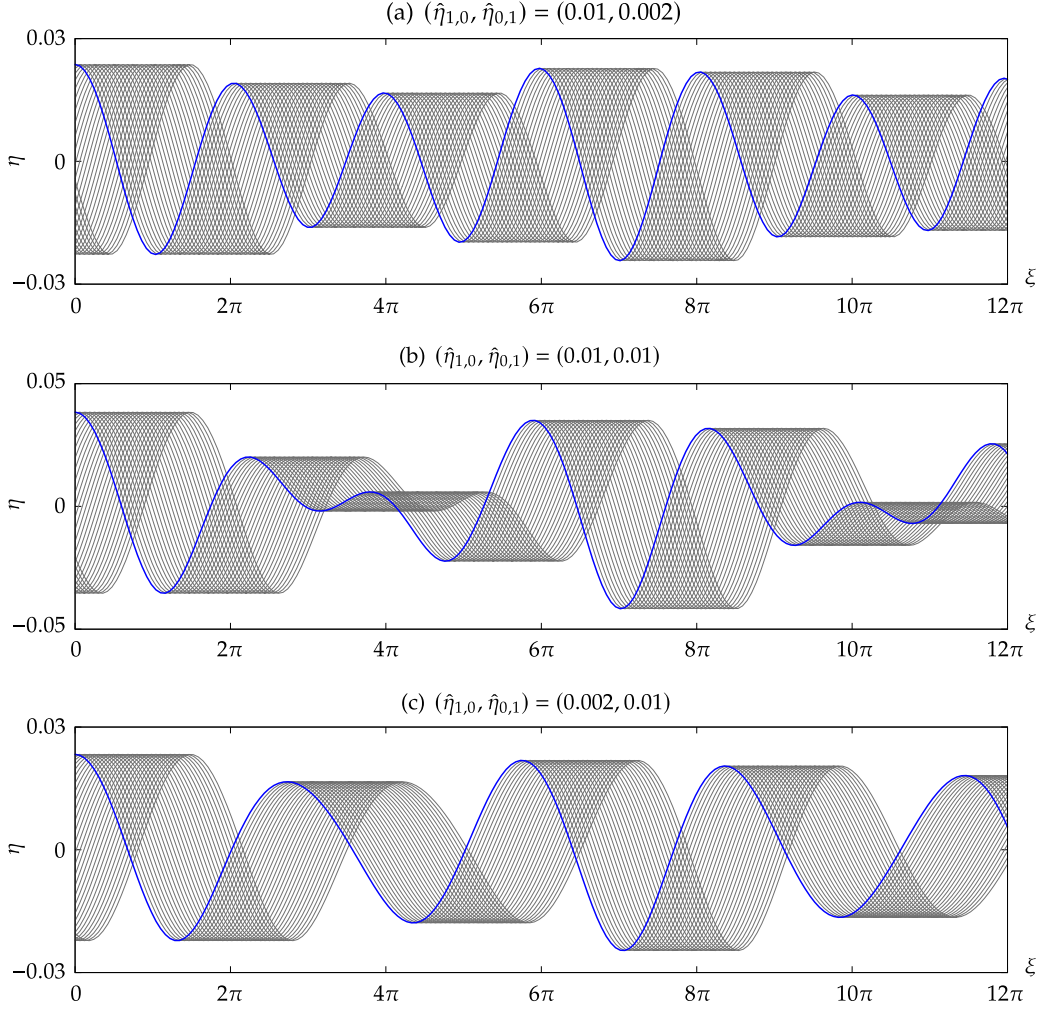 (a) (η̂₁,₀, η̂₀,₁) = (0.01, 0.002)
0.03
η
0
−0.03
ξ
0 2π 4π 6π 8π 10π 12π
(b) (η̂₁,₀, η̂₀,₁) = (0.01, 0.01)
0.05
η
0
−0.05
ξ
0 2π 4π 6π 8π 10π 12π
(c) (η̂₁,₀, η̂₀,₁) = (0.002, 0.01)
0.03
η
0
−0.03
ξ
0 2π 4π 6π 8π 10π 12π